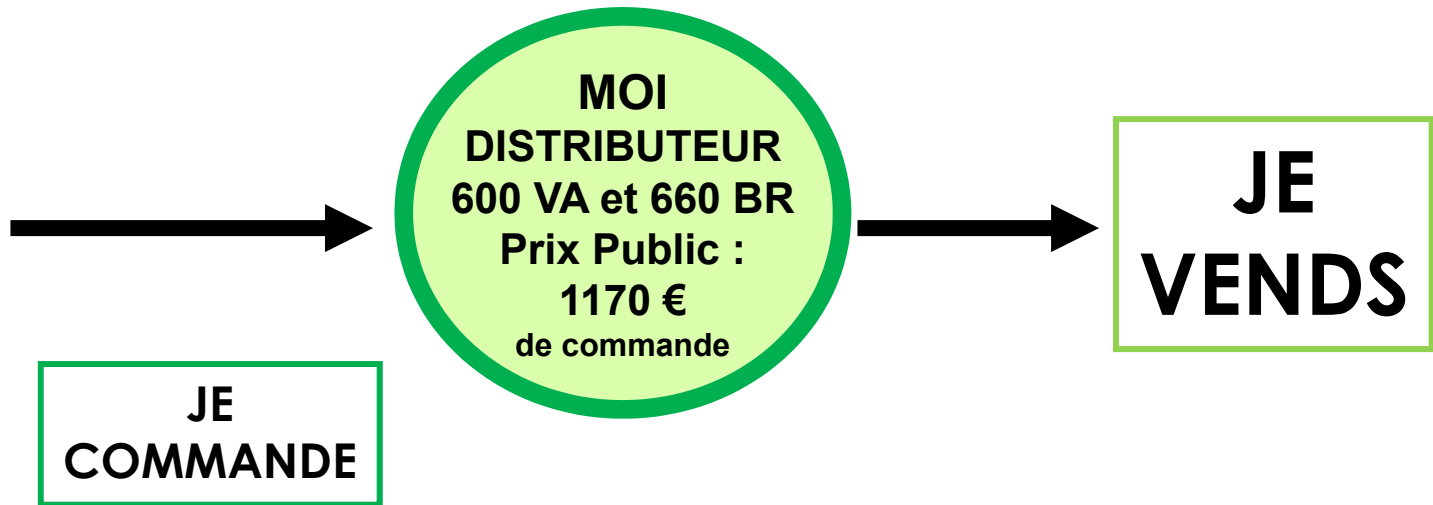 MOI
DISTRIBUTEUR
600 VA et 660 BR
Prix Public :
1170 €
de commande
JE
VENDS
JE
COMMANDE